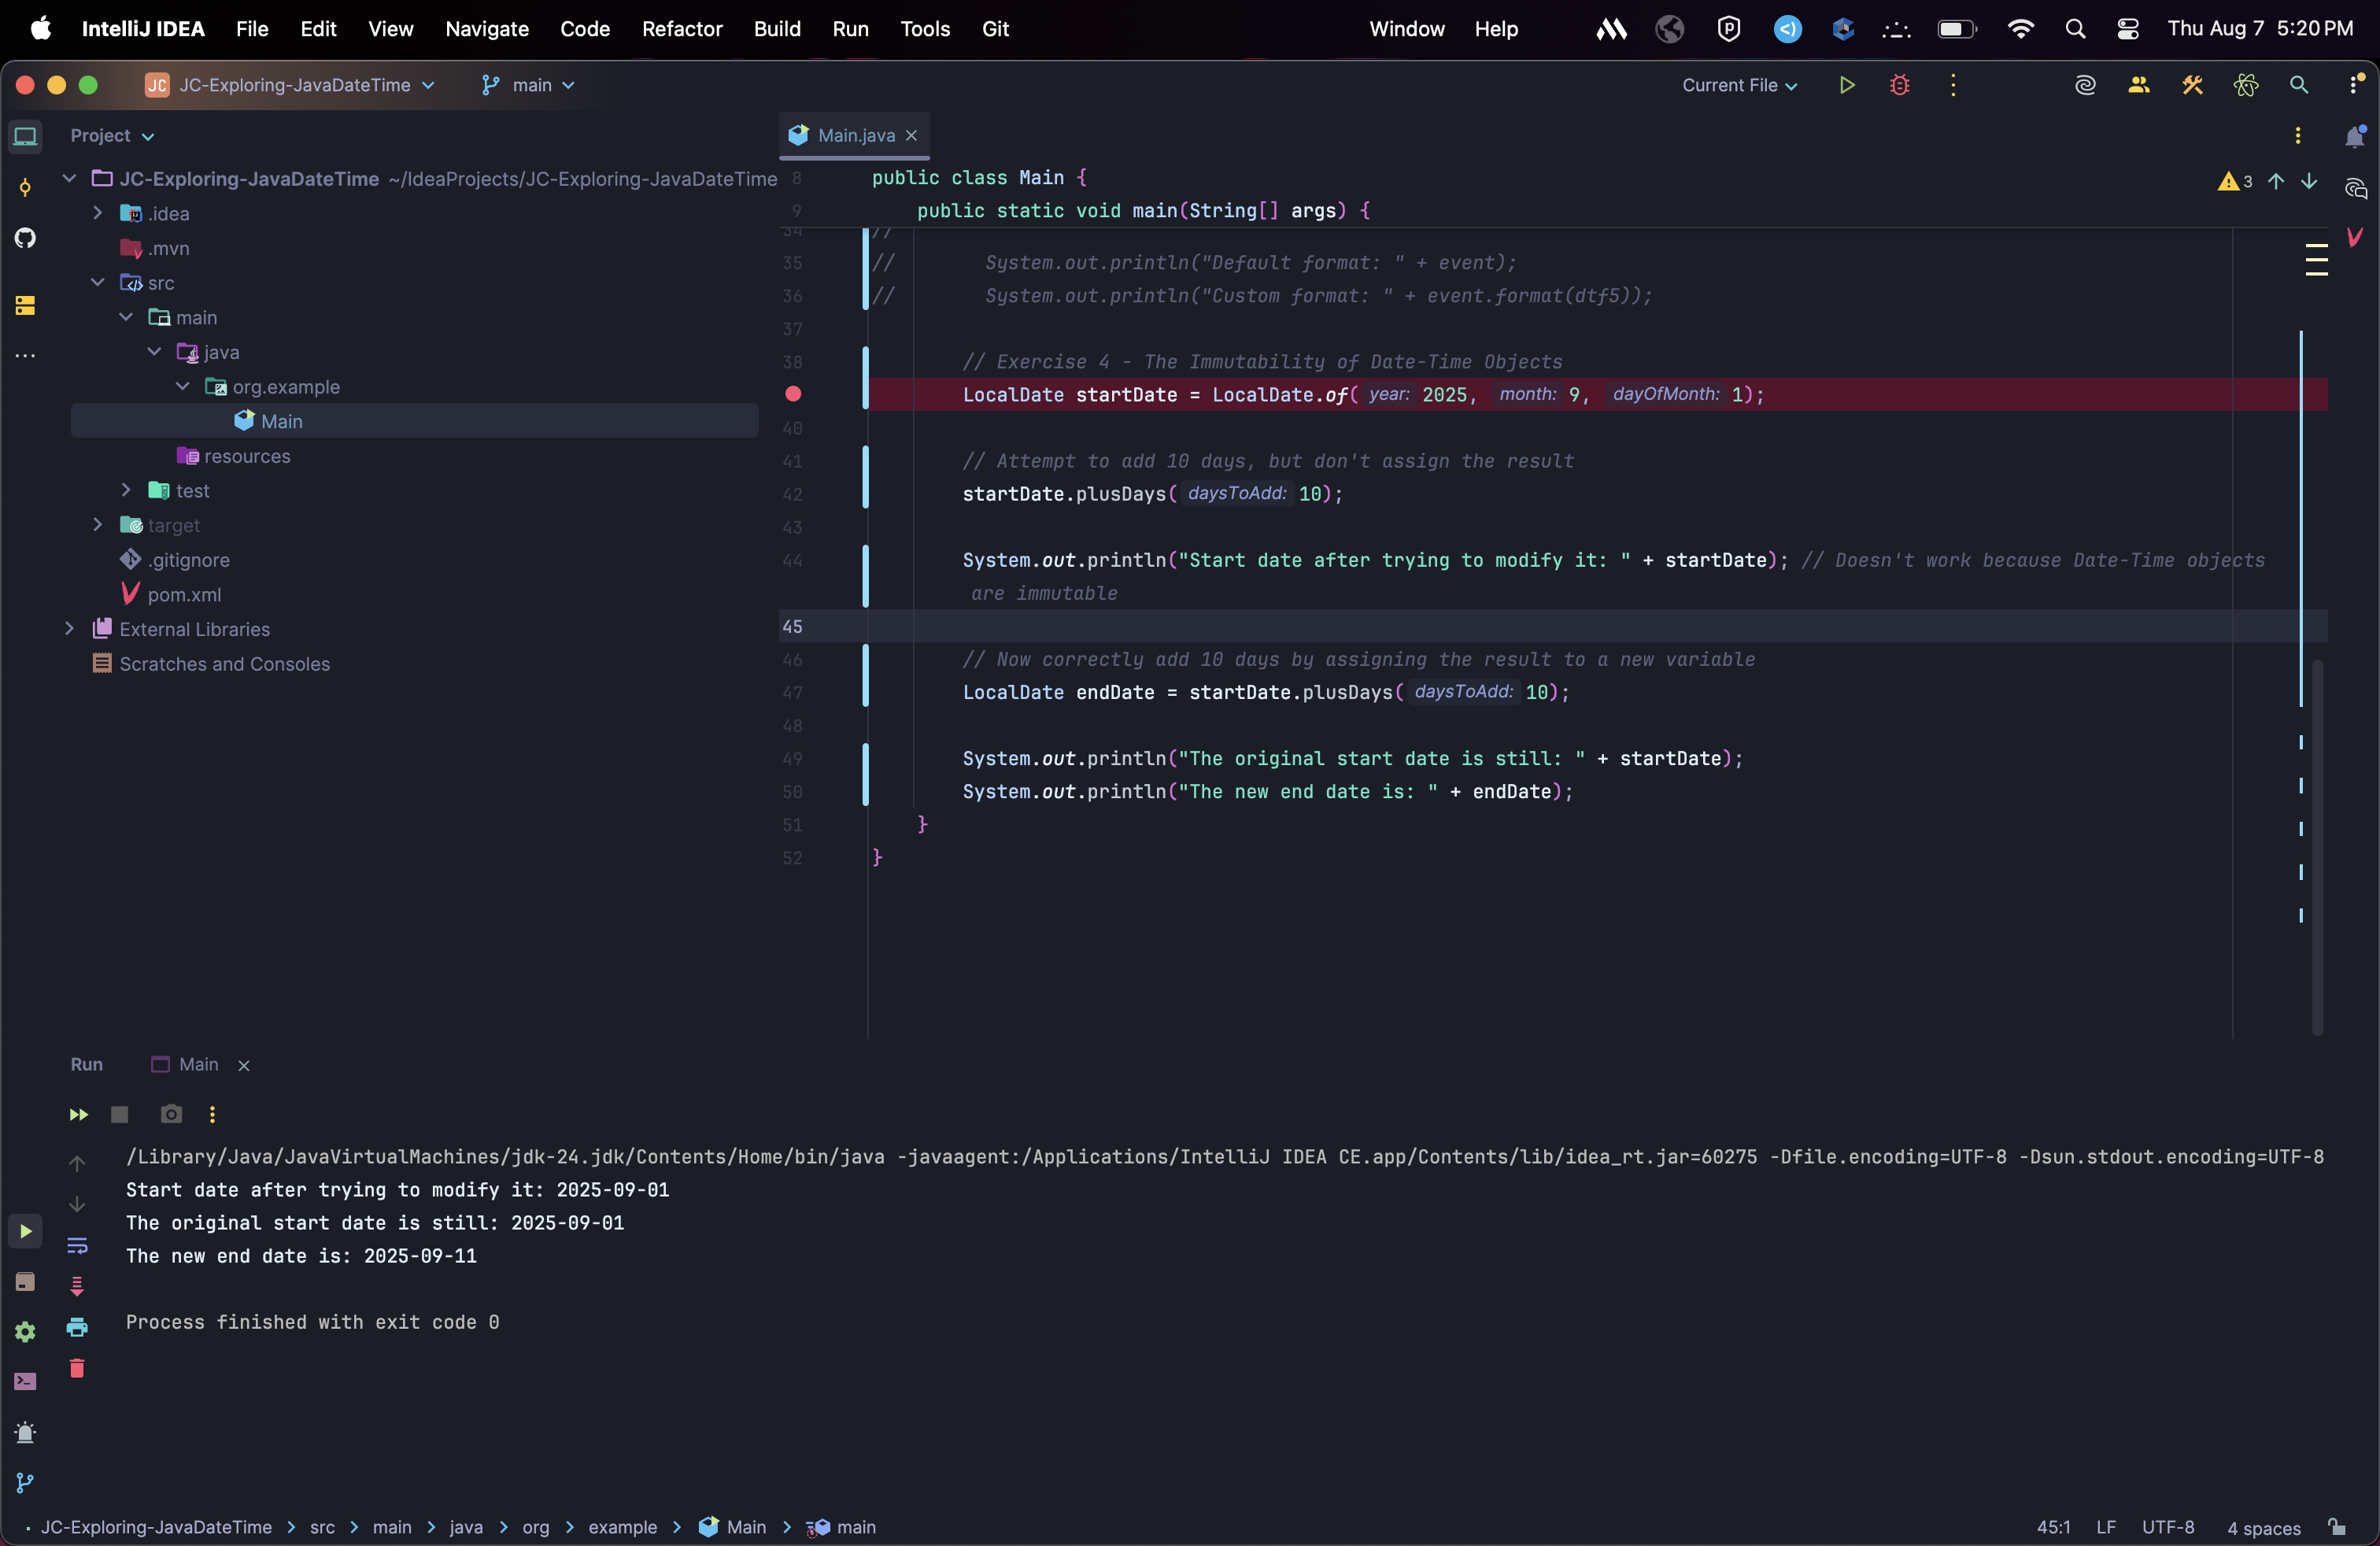 IntelliJ IDEA File Edit View Navigate Code Refactor Build Run Tools Git Window Help Thu Aug 7 5:20 PM
JC JC-Exploring-JavaDateTime main Current File
Project
Main.java
JC-Exploring-JavaDateTime ~/IdeaProjects/JC-Exploring-JavaDateTime
.idea
.mvn
src
main
java
org.example
Main
resources
test
target
.gitignore
pom.xml
External Libraries
Scratches and Consoles
3
8 public class Main {
9 public static void main(String[] args) {
34 //
35 // System.out.println("Default format: " + event);
36 // System.out.println("Custom format: " + event.format(dtf5));
37
38 // Exercise 4 - The Immutability of Date-Time Objects
LocalDate startDate = LocalDate.of( year: 2025, month: 9, dayOfMonth: 1);
40
41 // Attempt to add 10 days, but don't assign the result
42 startDate.plusDays( daysToAdd: 10);
43
44 System.out.println("Start date after trying to modify it: " + startDate); // Doesn't work because Date-Time objects
are immutable
45
46 // Now correctly add 10 days by assigning the result to a new variable
47 LocalDate endDate = startDate.plusDays( daysToAdd: 10);
48
49 System.out.println("The original start date is still: " + startDate);
50 System.out.println("The new end date is: " + endDate);
51 }
52 }
Run Main
/Library/Java/JavaVirtualMachines/jdk-24.jdk/Contents/Home/bin/java -javaagent:/Applications/IntelliJ IDEA CE.app/Contents/lib/idea_rt.jar=60275 -Dfile.encoding=UTF-8 -Dsun.stdout.encoding=UTF-8
Start date after trying to modify it: 2025-09-01
The original start date is still: 2025-09-01
The new end date is: 2025-09-11
Process finished with exit code 0
JC-Exploring-JavaDateTime > src > main > java > org > example > Main > main 45:1 LF UTF-8 4 spaces